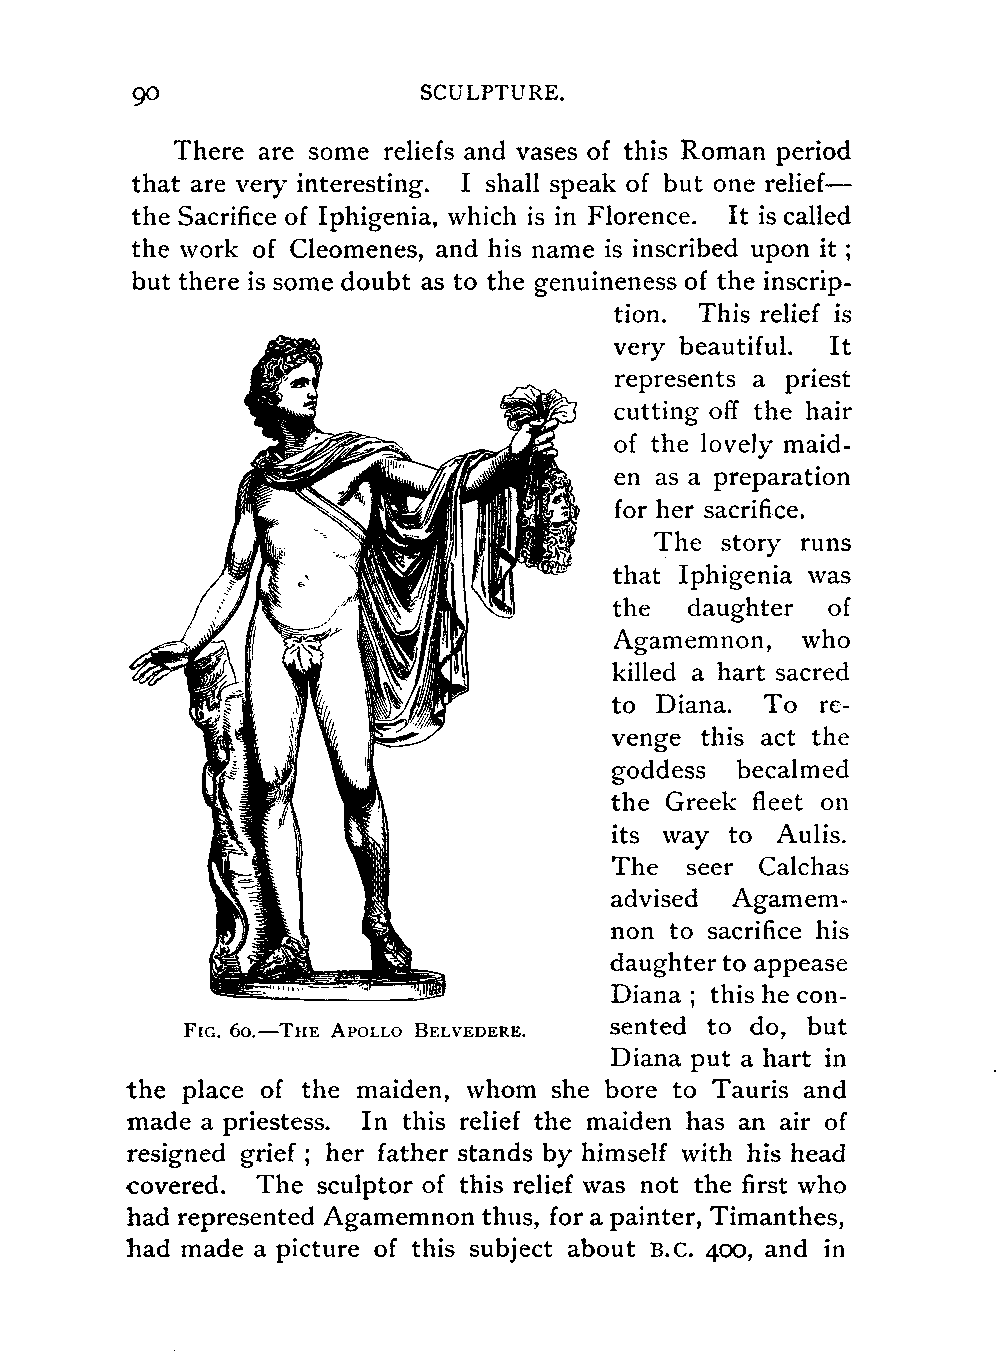 90 SCULPTURE.
There are some reliefs and vases of this Roman period
that are very interesting. I shall speak of but one relief—
the Sacrifice of Iphigenia, which is in Florence. It is called
the work of Cleomenes, and his name is inscribed upon it ;
but there is some doubt as to the genuineness of the inscrip-
tion. This relief is
very beautiful. It
represents a priest
cutting off the hair
of the lovely maid-
en as a preparation
for her sacrifice.
The story runs
that Iphigenia was
the daughter of
Agamemnon, who
killed a hart sacred
to Diana. To re-
venge this act the
goddess becalmed
the Greek fleet on
its way to Aulis.
The seer Calchas
advised Agamem-
non to sacrifice his
daughter to appease
Diana ; this he con-
sented to do, but
Diana put a hart in
the place of the maiden, whom she bore to Tauris and
made a priestess. In this relief the maiden has an air of
resigned grief ; her father stands by himself with his head
covered. The sculptor of this relief was not the first who
had represented Agamemnon thus, for a painter, Timanthes,
had made a picture of this subject about B.C. 400, and in
FIG. 60.—THE APOLLO BELVEDERE.